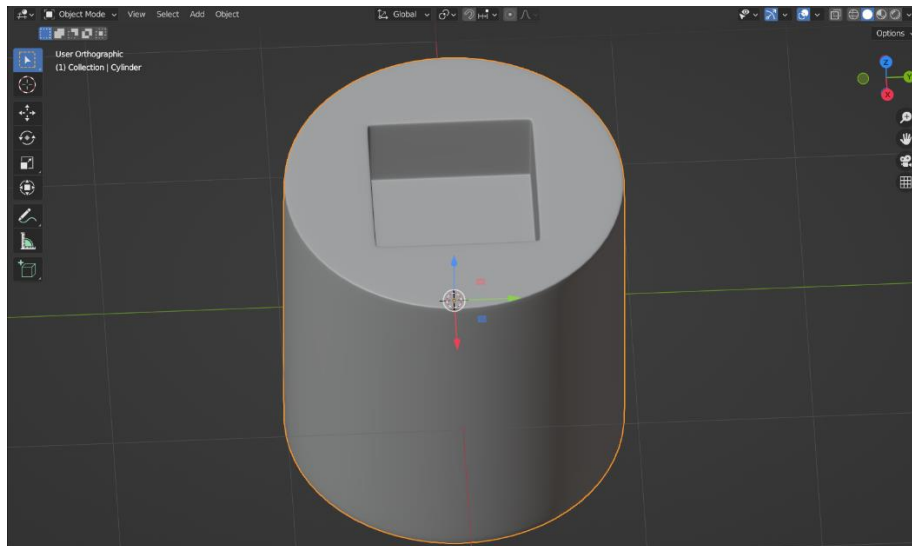 Object Mode View Select Add Object Global
Options
User Orthographic
(1) Collection | Cylinder
Z
Y
X